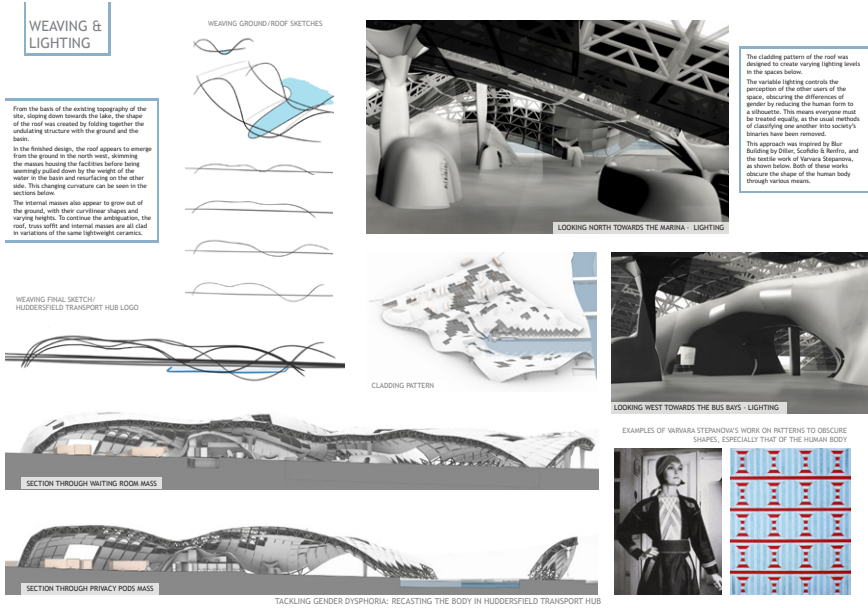 WEAVING &
LIGHTING
From the basis of the existing topography of the
site, sloping down towards the lake, the shape
of the roof was created by folding together the
undulating structure with the ground and the
basin.
In the finished design, the roof appears to emerge
from the ground in the north west, skimming
the masses housing the facilities before being
seemingly pulled down by the weight of the
water in the basin and resurfacing on the other
side. This changing curvature can be seen in the
sections below.
The internal masses also appear to grow out of
the ground, with their curvilinear shapes and
varying heights. To continue the ambiguation, the
roof, truss soffit and internal masses are all clad
in variations of the same lightweight ceramics.
WEAVING GROUND/ROOF SKETCHES
LOOKING NORTH TOWARDS THE MARINA - LIGHTING
The cladding pattern of the roof was
designed to create varying lighting levels
in the spaces below.
The variable lighting controls the
perception of the other users of the
space, obscuring the differences of
gender by reducing the human form to
a silhouette. This means everyone must
be treated equally, as the usual methods
of classifying one another into society's
binaries have been removed.
This approach was inspired by Blur
Building by Diller, Scofidio & Renfro, and
the textile work of Varvara Stepanova,
as shown below. Both of these works
obscure the shape of the human body
through various means.
WEAVING FINAL SKETCH/
HUDDERSFIELD TRANSPORT HUB LOGO
CLADDING PATTERN
LOOKING WEST TOWARDS THE BUS BAYS - LIGHTING
EXAMPLES OF VARVARA STEPANOVA'S WORK ON PATTERNS TO OBSCURE
SHAPES, ESPECIALLY THAT OF THE HUMAN BODY
SECTION THROUGH WAITING ROOM MASS
SECTION THROUGH PRIVACY PODS MASS
TACKLING GENDER DYSPHORIA: RECASTING THE BODY IN HUDDERSFIELD TRANSPORT HUB